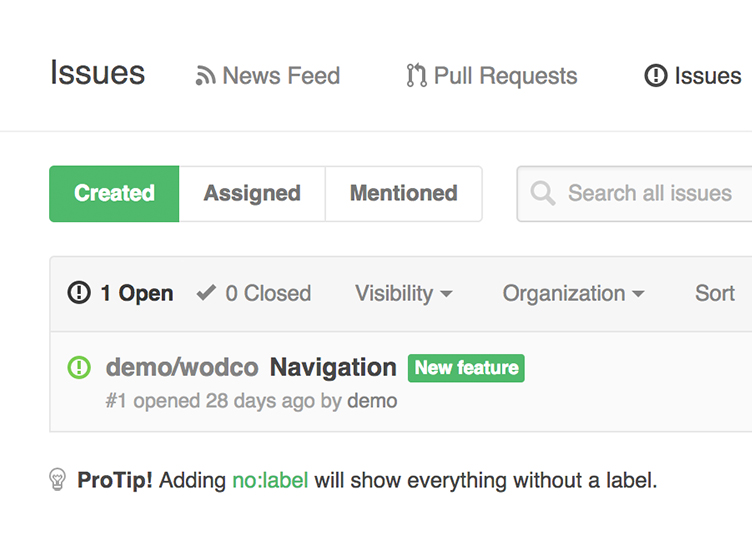 Issues News Feed Pull Requests Issues
Created Assigned Mentioned Search all issues
1 Open 0 Closed Visibility Organization Sort
demo/wodco Navigation New feature
#1 opened 28 days ago by demo
ProTip! Adding no:label will show everything without a label.